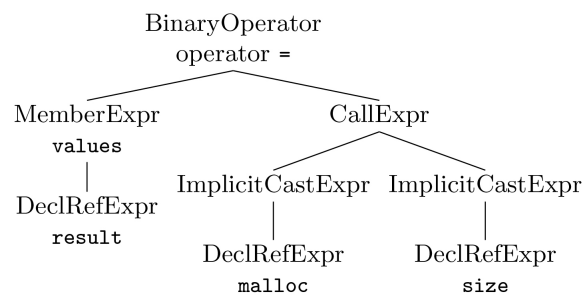 BinaryOperator
operator =
MemberExpr
values
CallExpr
DeclRefExpr
result
ImplicitCastExpr
ImplicitCastExpr
DeclRefExpr
malloc
DeclRefExpr
size